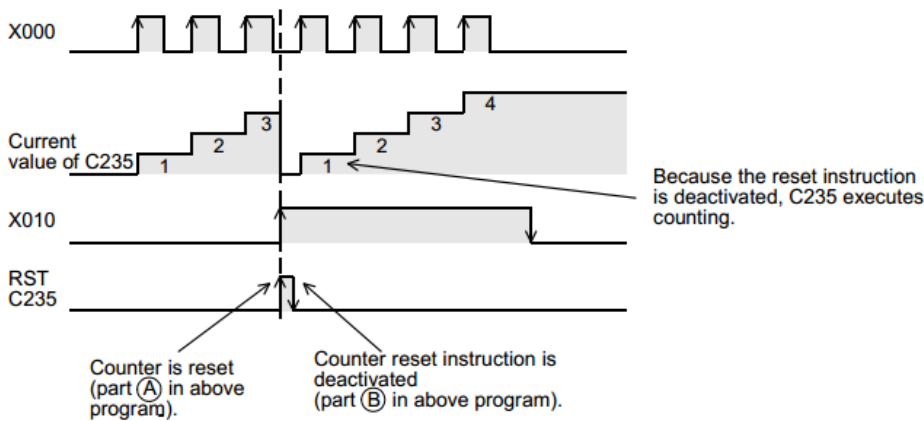 X000
Current
value of C235
1
2
3
1
2
3
4
Because the reset instruction
is deactivated, C235 executes
counting.
X010
RST
C235
Counter is reset
(part Ⓐ in above
program).
Counter reset instruction is
deactivated
(part Ⓑ in above program).